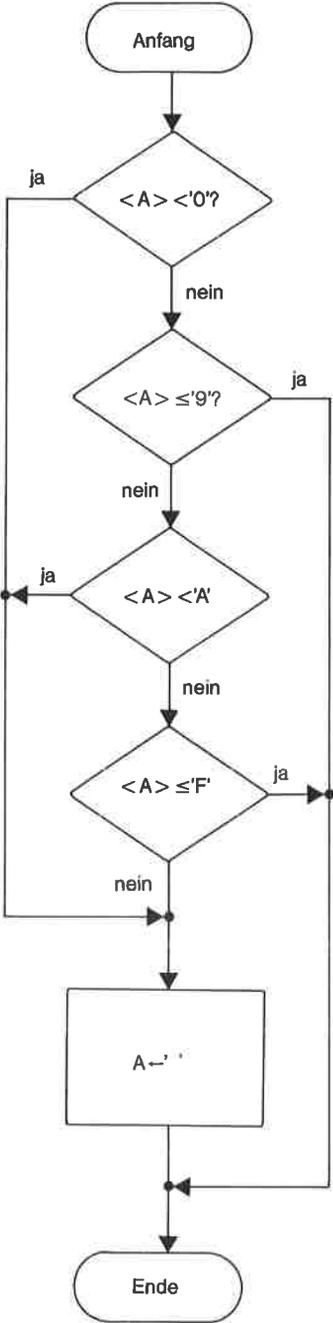 Anfang
ja
<A> <'0'?
nein
ja
<A> ≤'9'?
nein
ja
<A> <'A'
nein
<A> ≤'F'
ja
nein
A←' '
Ende